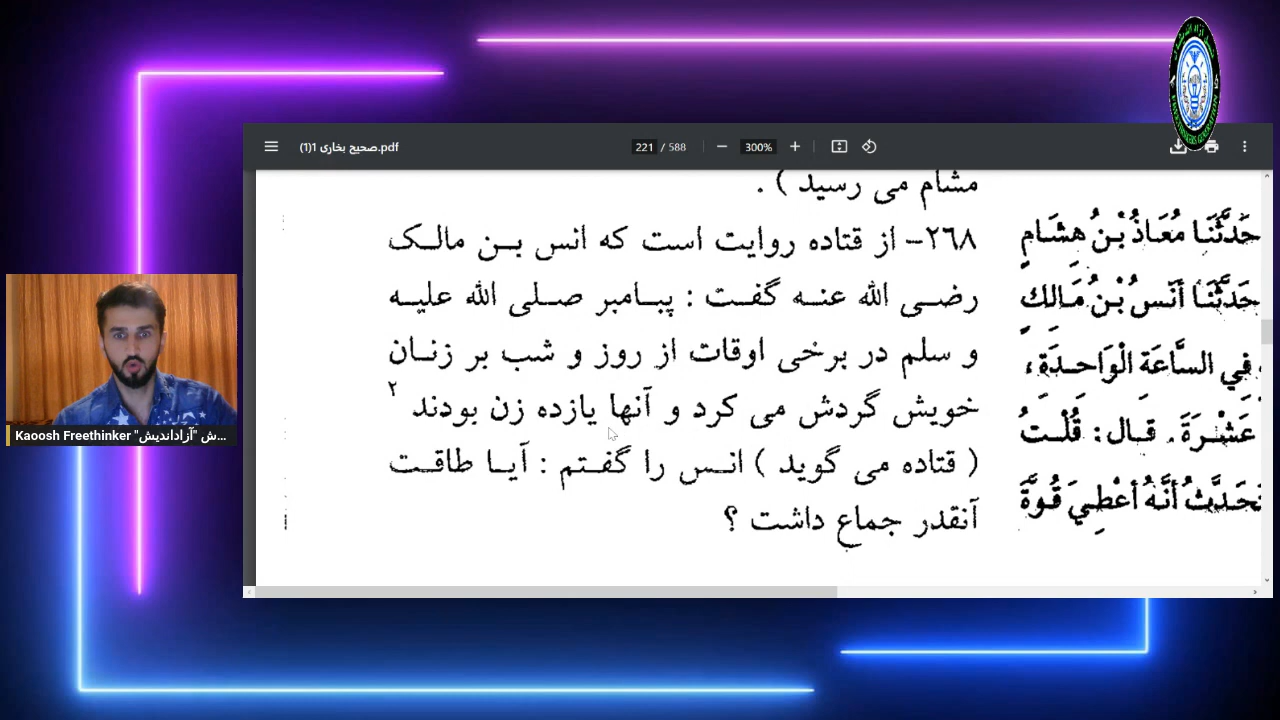 صحیح بخاری 1(1).pdf
221 / 588
300%
مشام می رسید ) .
۲٦۸- از قتاده روایت است که انس بن مالک
رضی الله عنه گفت : پیامبر صلی الله علیه
و سلم در برخی اوقات از روز و شب بر زنان
خویش گردش می کرد و آنها یازده زن بودند ۲
( قتاده می گوید ) انس را گفتم : آیا طاقت
آنقدر جماع داشت ؟
حَدَّثَنَا مُعَاذُ بْنُ هِشَامٍ
حَدَّثَنَا أَنَسُ بْنُ مَالِكٍ
فِي السَّاعَةِ الْوَاحِدَةِ،
عَشْرَةَ. قَالَ: قُلْتُ
نَتَحَدَّثُ أَنَّهُ أُعْطِيَ قُوَّةَ
Kaoosh Freethinker "آزاداندیش" ش...